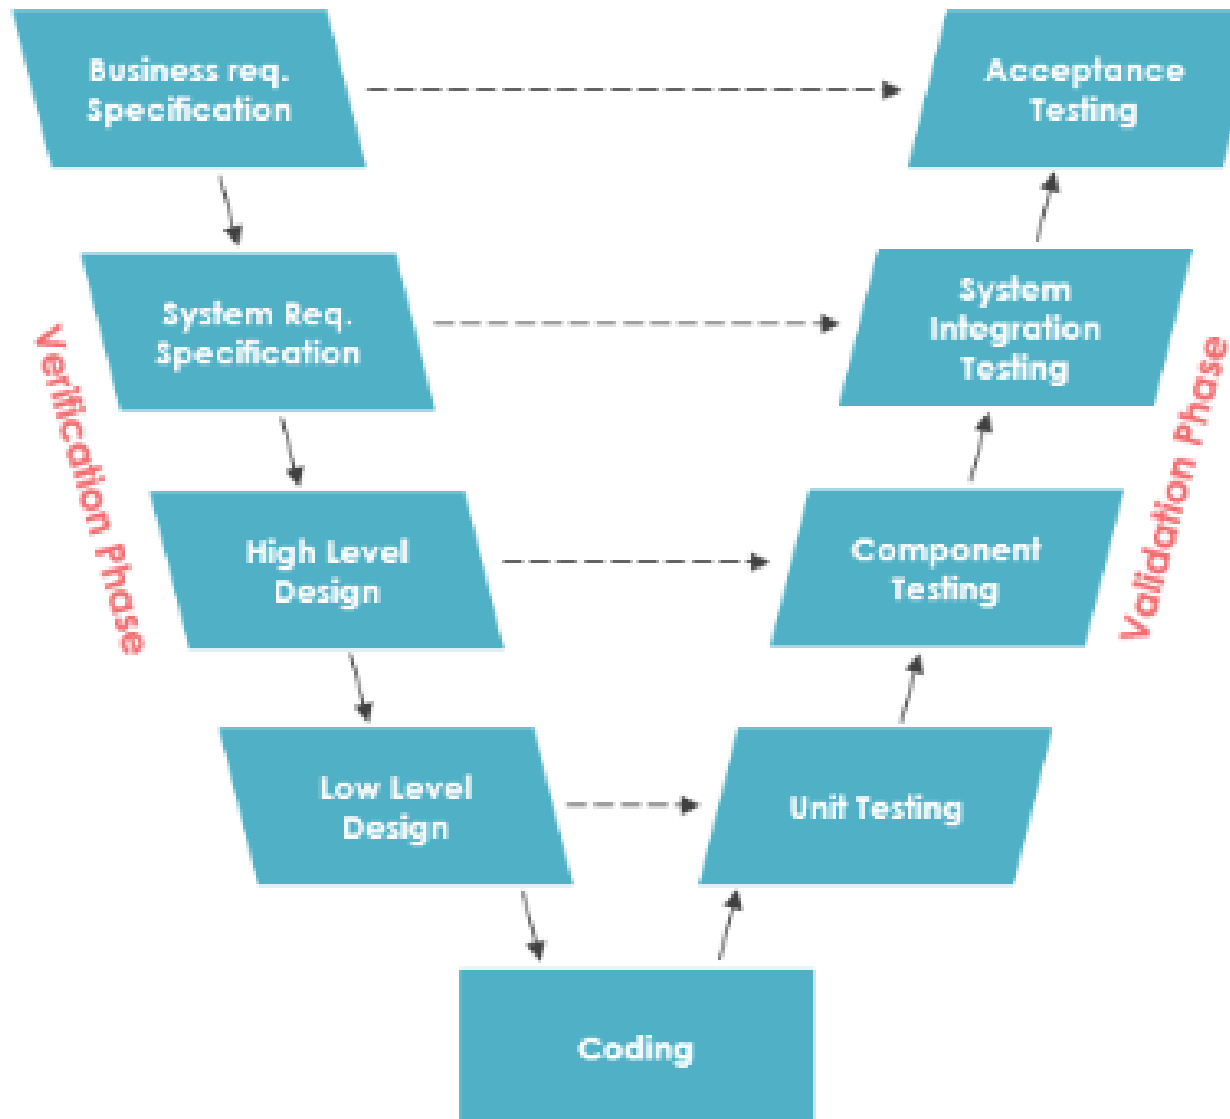 Business req.
Specification
Acceptance
Testing
System Req.
Specification
System
Integration
Testing
Verification Phase
Validation Phase
High Level
Design
Component
Testing
Low Level
Design
Unit Testing
Coding